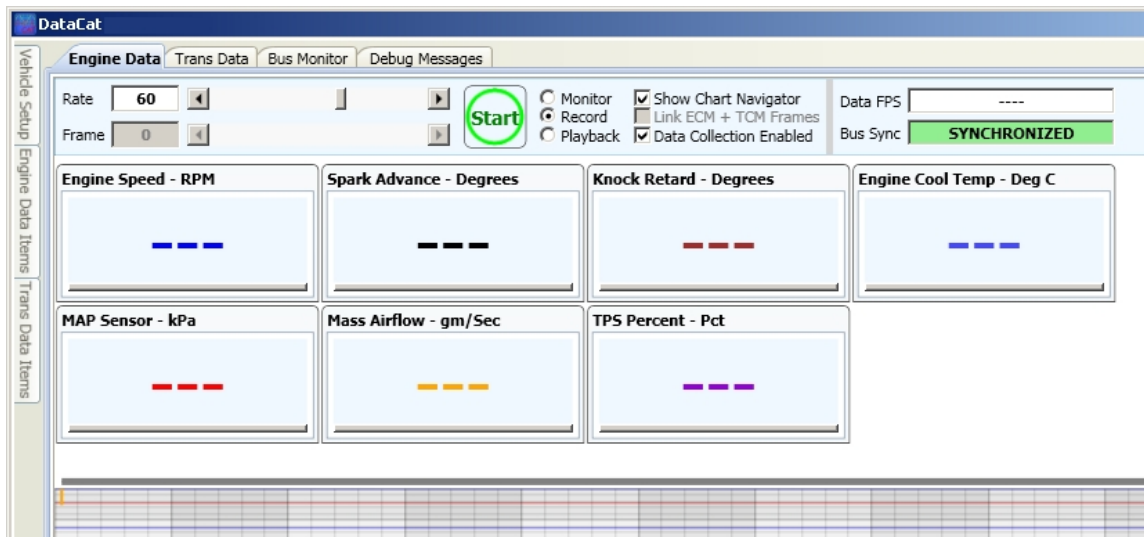 DataCat
Vehicle Setup
Engine Data Items
Trans Data Items
Engine Data Trans Data Bus Monitor Debug Messages
Rate 60
Frame 0
Start
Monitor
Record
Playback
Show Chart Navigator
Link ECM + TCM Frames
Data Collection Enabled
Data FPS ----
Bus Sync SYNCHRONIZED
Engine Speed - RPM Spark Advance - Degrees Knock Retard - Degrees Engine Cool Temp - Deg C
--- --- --- ---
MAP Sensor - kPa Mass Airflow - gm/Sec TPS Percent - Pct
--- --- ---